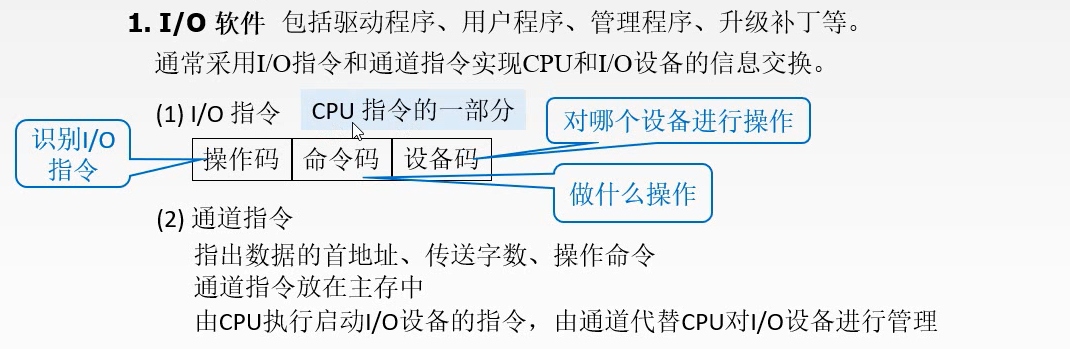 1. I/O 软件 包括驱动程序、用户程序、管理程序、升级补丁等。
通常采用I/O指令和通道指令实现CPU和I/O设备的信息交换。
(1) I/O 指令
CPU 指令的一部分
对哪个设备进行操作
识别I/O
指令
操作码 命令码 设备码
做什么操作
(2) 通道指令
指出数据的首地址、传送字数、操作命令
通道指令放在主存中
由CPU执行启动I/O设备的指令，由通道代替CPU对I/O设备进行管理